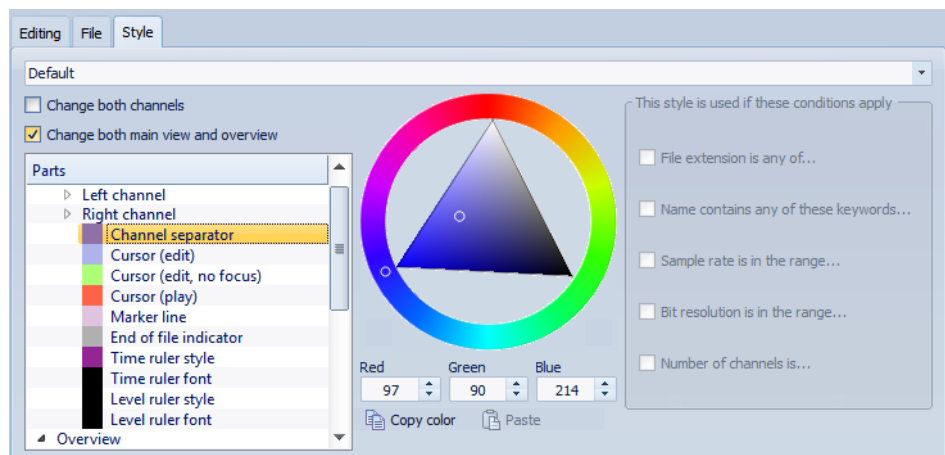 Editing File Style
Default
Change both channels
Change both main view and overview
Parts
Left channel
Right channel
Channel separator
Cursor (edit)
Cursor (edit, no focus)
Cursor (play)
Marker line
End of file indicator
Time ruler style
Time ruler font
Level ruler style
Level ruler font
Overview
Red Green Blue
97 90 214
Copy color Paste
This style is used if these conditions apply
File extension is any of...
Name contains any of these keywords...
Sample rate is in the range...
Bit resolution is in the range...
Number of channels is...